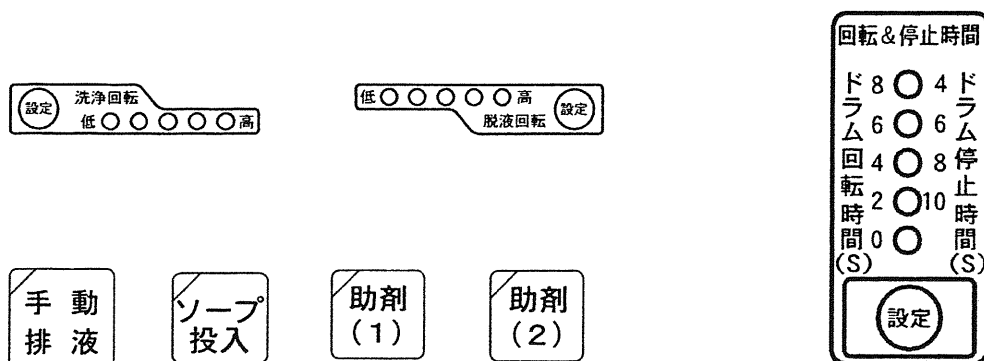 設定
洗浄回転
低 高
低 高
脱液回転
設定
手動
排液
ソープ
投入
助剤
(1)
助剤
(2)
回転&停止時間
ドラム回転時間(S)
8 4
6 6
4 8
2 10
0
ドラム停止時間(S)
設定